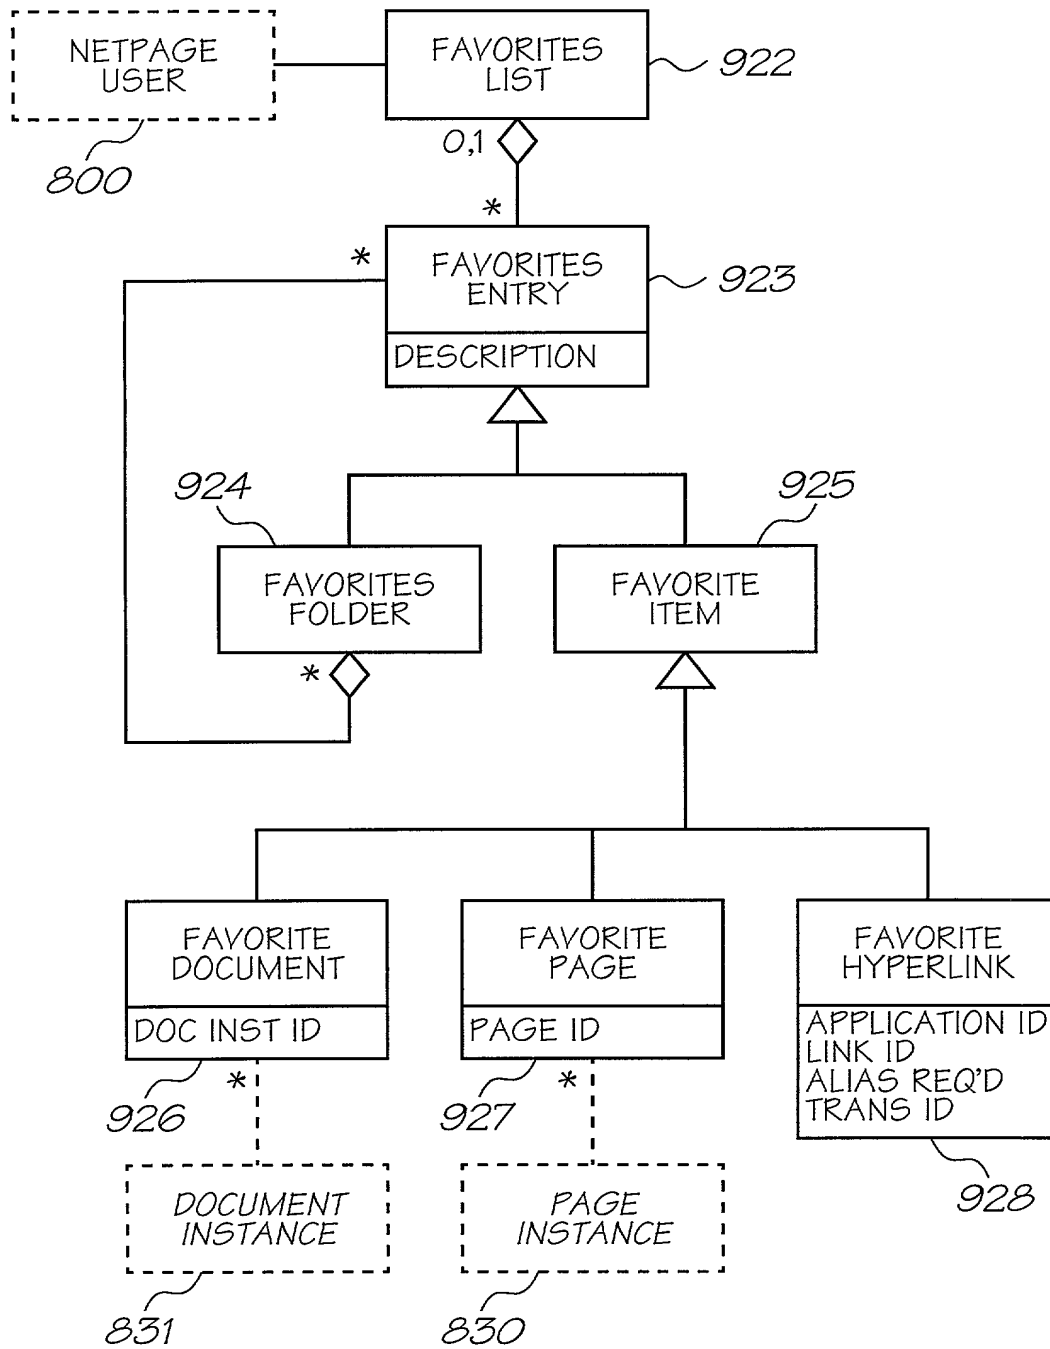 NETPAGE
USER
FAVORITES
LIST
922
800
0,1
*
*
FAVORITES
ENTRY
923
DESCRIPTION
924
925
FAVORITES
FOLDER
FAVORITE
ITEM
*
FAVORITE
DOCUMENT
FAVORITE
PAGE
FAVORITE
HYPERLINK
DOC INST ID
PAGE ID
APPLICATION ID
LINK ID
ALIAS REQ'D
TRANS ID
*
*
926
927
928
DOCUMENT
INSTANCE
PAGE
INSTANCE
831
830